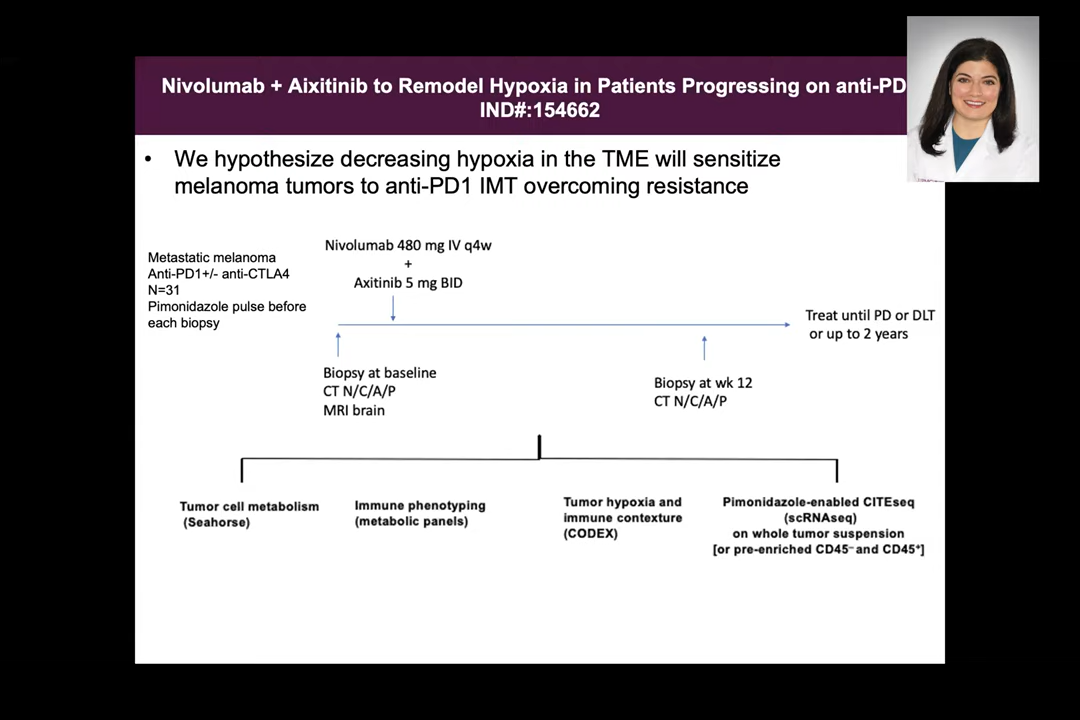 Nivolumab + Aixitinib to Remodel Hypoxia in Patients Progressing on anti-PD
IND#:154662
• We hypothesize decreasing hypoxia in the TME will sensitize
melanoma tumors to anti-PD1 IMT overcoming resistance
Metastatic melanoma
Anti-PD1+/- anti-CTLA4
N=31
Pimonidazole pulse before
each biopsy
Nivolumab 480 mg IV q4w
+
Axitinib 5 mg BID
Treat until PD or DLT
or up to 2 years
Biopsy at baseline
CT N/C/A/P
MRI brain
Biopsy at wk 12
CT N/C/A/P
Tumor cell metabolism
(Seahorse)
Immune phenotyping
(metabolic panels)
Tumor hypoxia and
immune contexture
(CODEX)
Pimonidazole-enabled CITEseq
(scRNAseq)
on whole tumor suspension
[or pre-enriched CD45⁻ and CD45⁺]